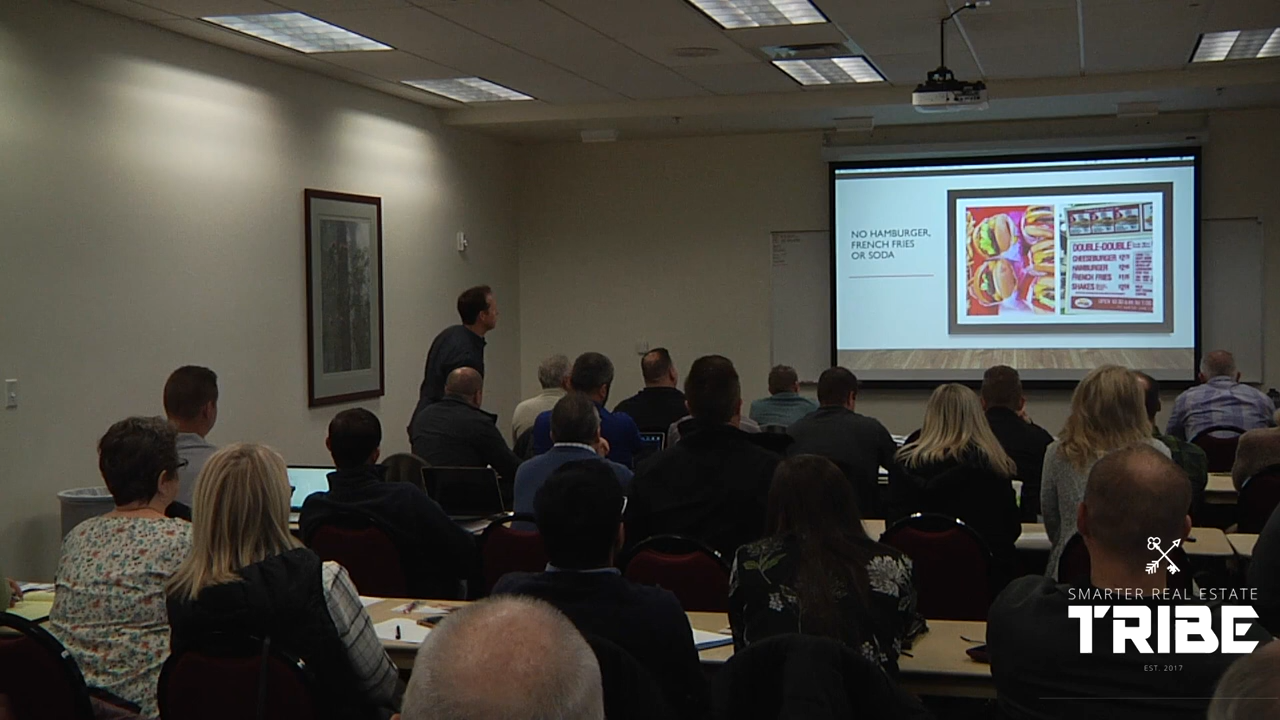 NO HAMBURGER,
FRENCH FRIES
OR SODA
DOUBLE-DOUBLE
CHEESEBURGER
HAMBURGER
FRENCH FRIES
SHAKES
SMARTER REAL ESTATE
TRIBE
EST. 2017